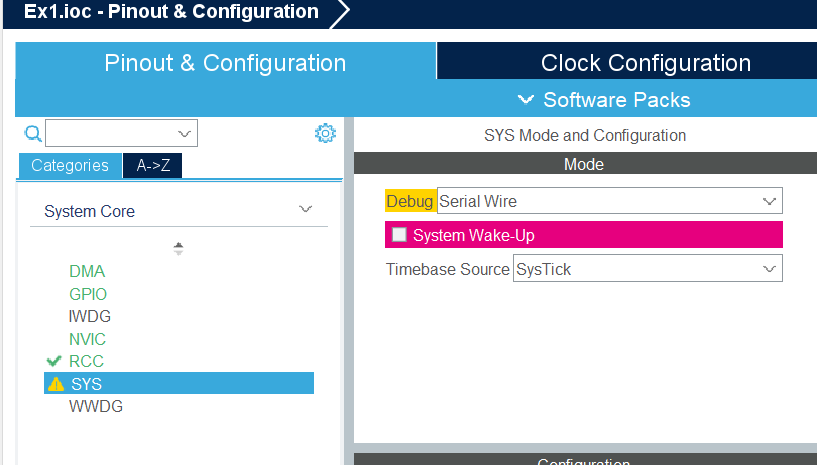 Ex1.ioc - Pinout & Configuration
Pinout & Configuration
Clock Configuration
Software Packs
Categories
A->Z
System Core
DMA
GPIO
IWDG
NVIC
RCC
SYS
WWDG
SYS Mode and Configuration
Mode
Debug Serial Wire
System Wake-Up
Timebase Source SysTick
Configuration